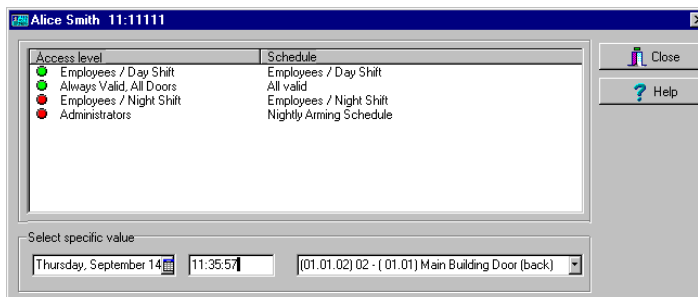 Alice Smith 11:11111
Access level Schedule
Employees / Day Shift Employees / Day Shift
Always Valid, All Doors All valid
Employees / Night Shift Employees / Night Shift
Administrators Nightly Arming Schedule
Close
Help
Select specific value
Thursday, September 14 11:35:57 (01.01.02) 02 - ( 01.01) Main Building Door (back)